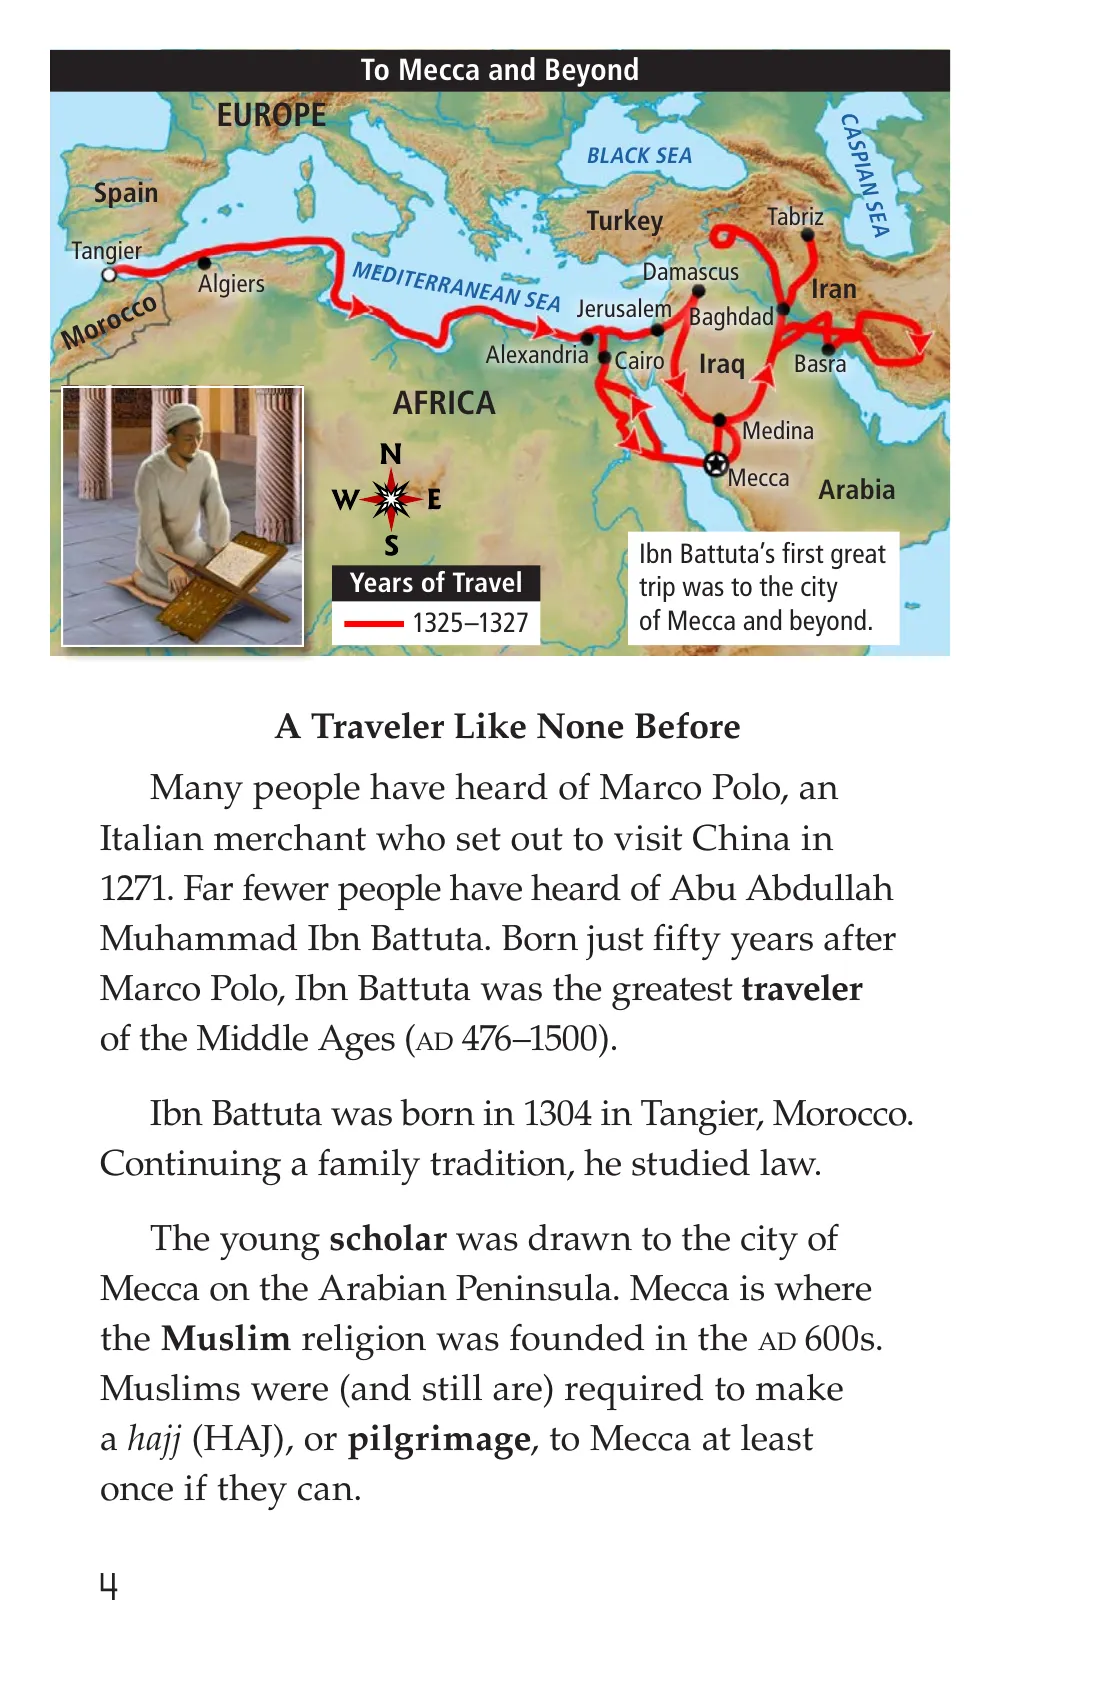 To Mecca and Beyond
EUROPE
BLACK SEA
CASPIAN SEA
Spain
Turkey
Tabriz
Tangier
MEDITERRANEAN SEA
Damascus
Algiers
Iran
Morocco
Jerusalem
Baghdad
Alexandria
Cairo
Iraq
Basra
AFRICA
Medina
N
W
E
S
Mecca
Arabia
Years of Travel
1325–1327
Ibn Battuta’s first great
trip was to the city
of Mecca and beyond.
A Traveler Like None Before
Many people have heard of Marco Polo, an
Italian merchant who set out to visit China in
1271. Far fewer people have heard of Abu Abdullah
Muhammad Ibn Battuta. Born just fifty years after
Marco Polo, Ibn Battuta was the greatest traveler
of the Middle Ages (AD 476–1500).
Ibn Battuta was born in 1304 in Tangier, Morocco.
Continuing a family tradition, he studied law.
The young scholar was drawn to the city of
Mecca on the Arabian Peninsula. Mecca is where
the Muslim religion was founded in the AD 600s.
Muslims were (and still are) required to make
a hajj (HAJ), or pilgrimage, to Mecca at least
once if they can.
4